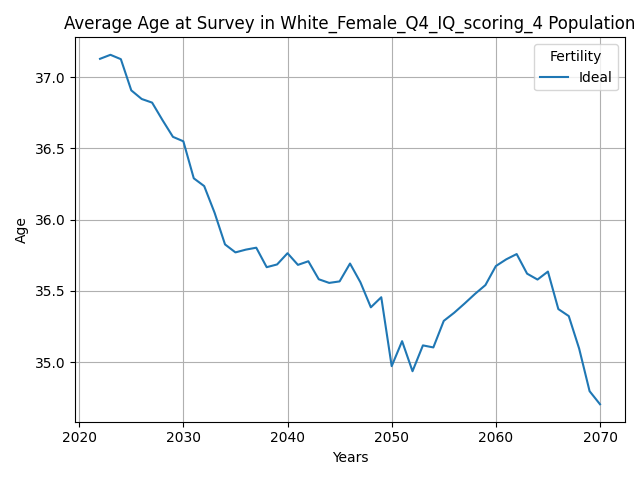 Average Age at Survey in White_Female_Q4_IQ_scoring_4 Population
Fertility
Ideal
37.0
36.5
36.0
35.5
35.0
Age
2020 2030 2040 2050 2060 2070
Years